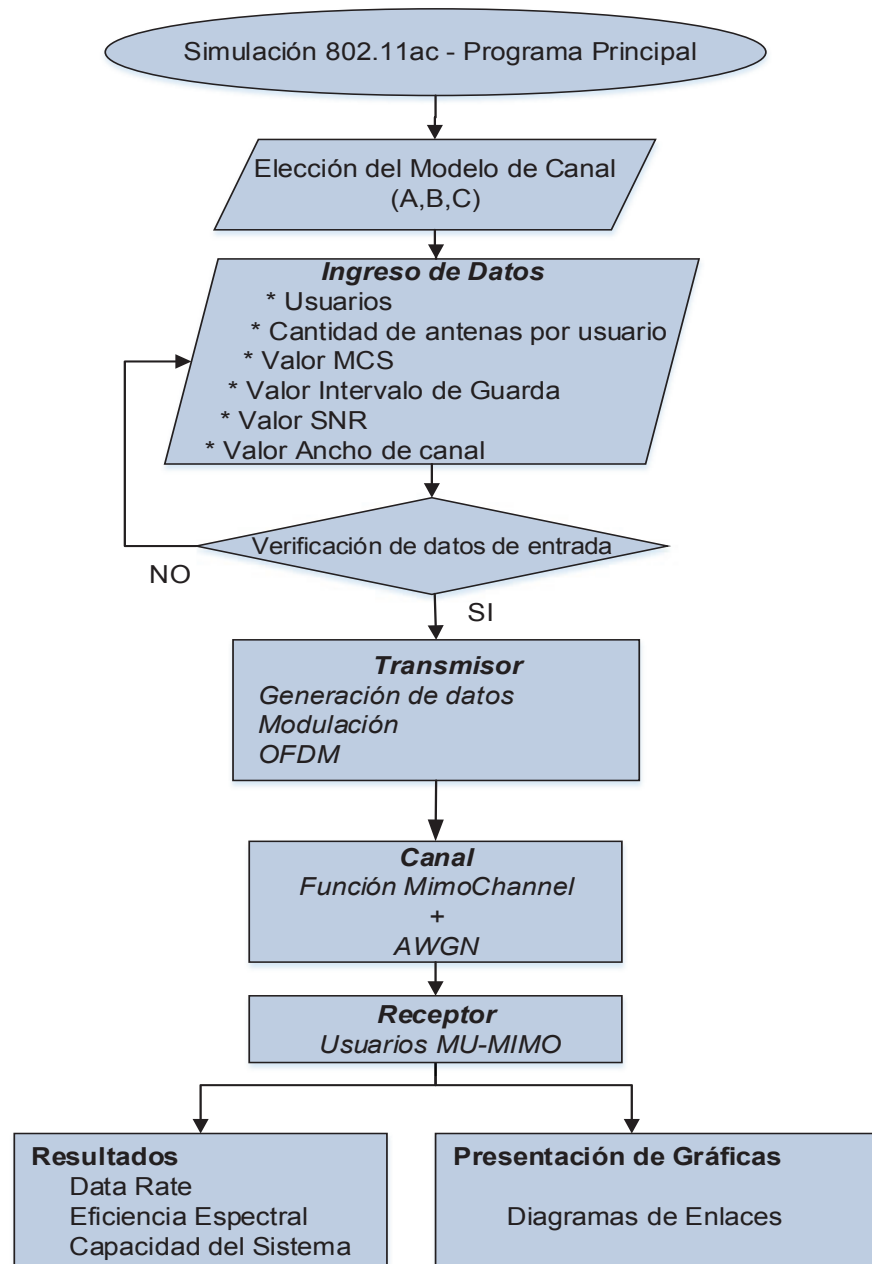 Simulación 802.11ac - Programa Principal
Elección del Modelo de Canal
(A,B,C)
Ingreso de Datos
* Usuarios
* Cantidad de antenas por usuario
* Valor MCS
* Valor Intervalo de Guarda
* Valor SNR
* Valor Ancho de canal
Verificación de datos de entrada
NO
SI
Transmisor
Generación de datos
Modulación
OFDM
Canal
Función MimoChannel
+
AWGN
Receptor
Usuarios MU-MIMO
Resultados
Data Rate
Eficiencia Espectral
Capacidad del Sistema
Presentación de Gráficas
Diagramas de Enlaces